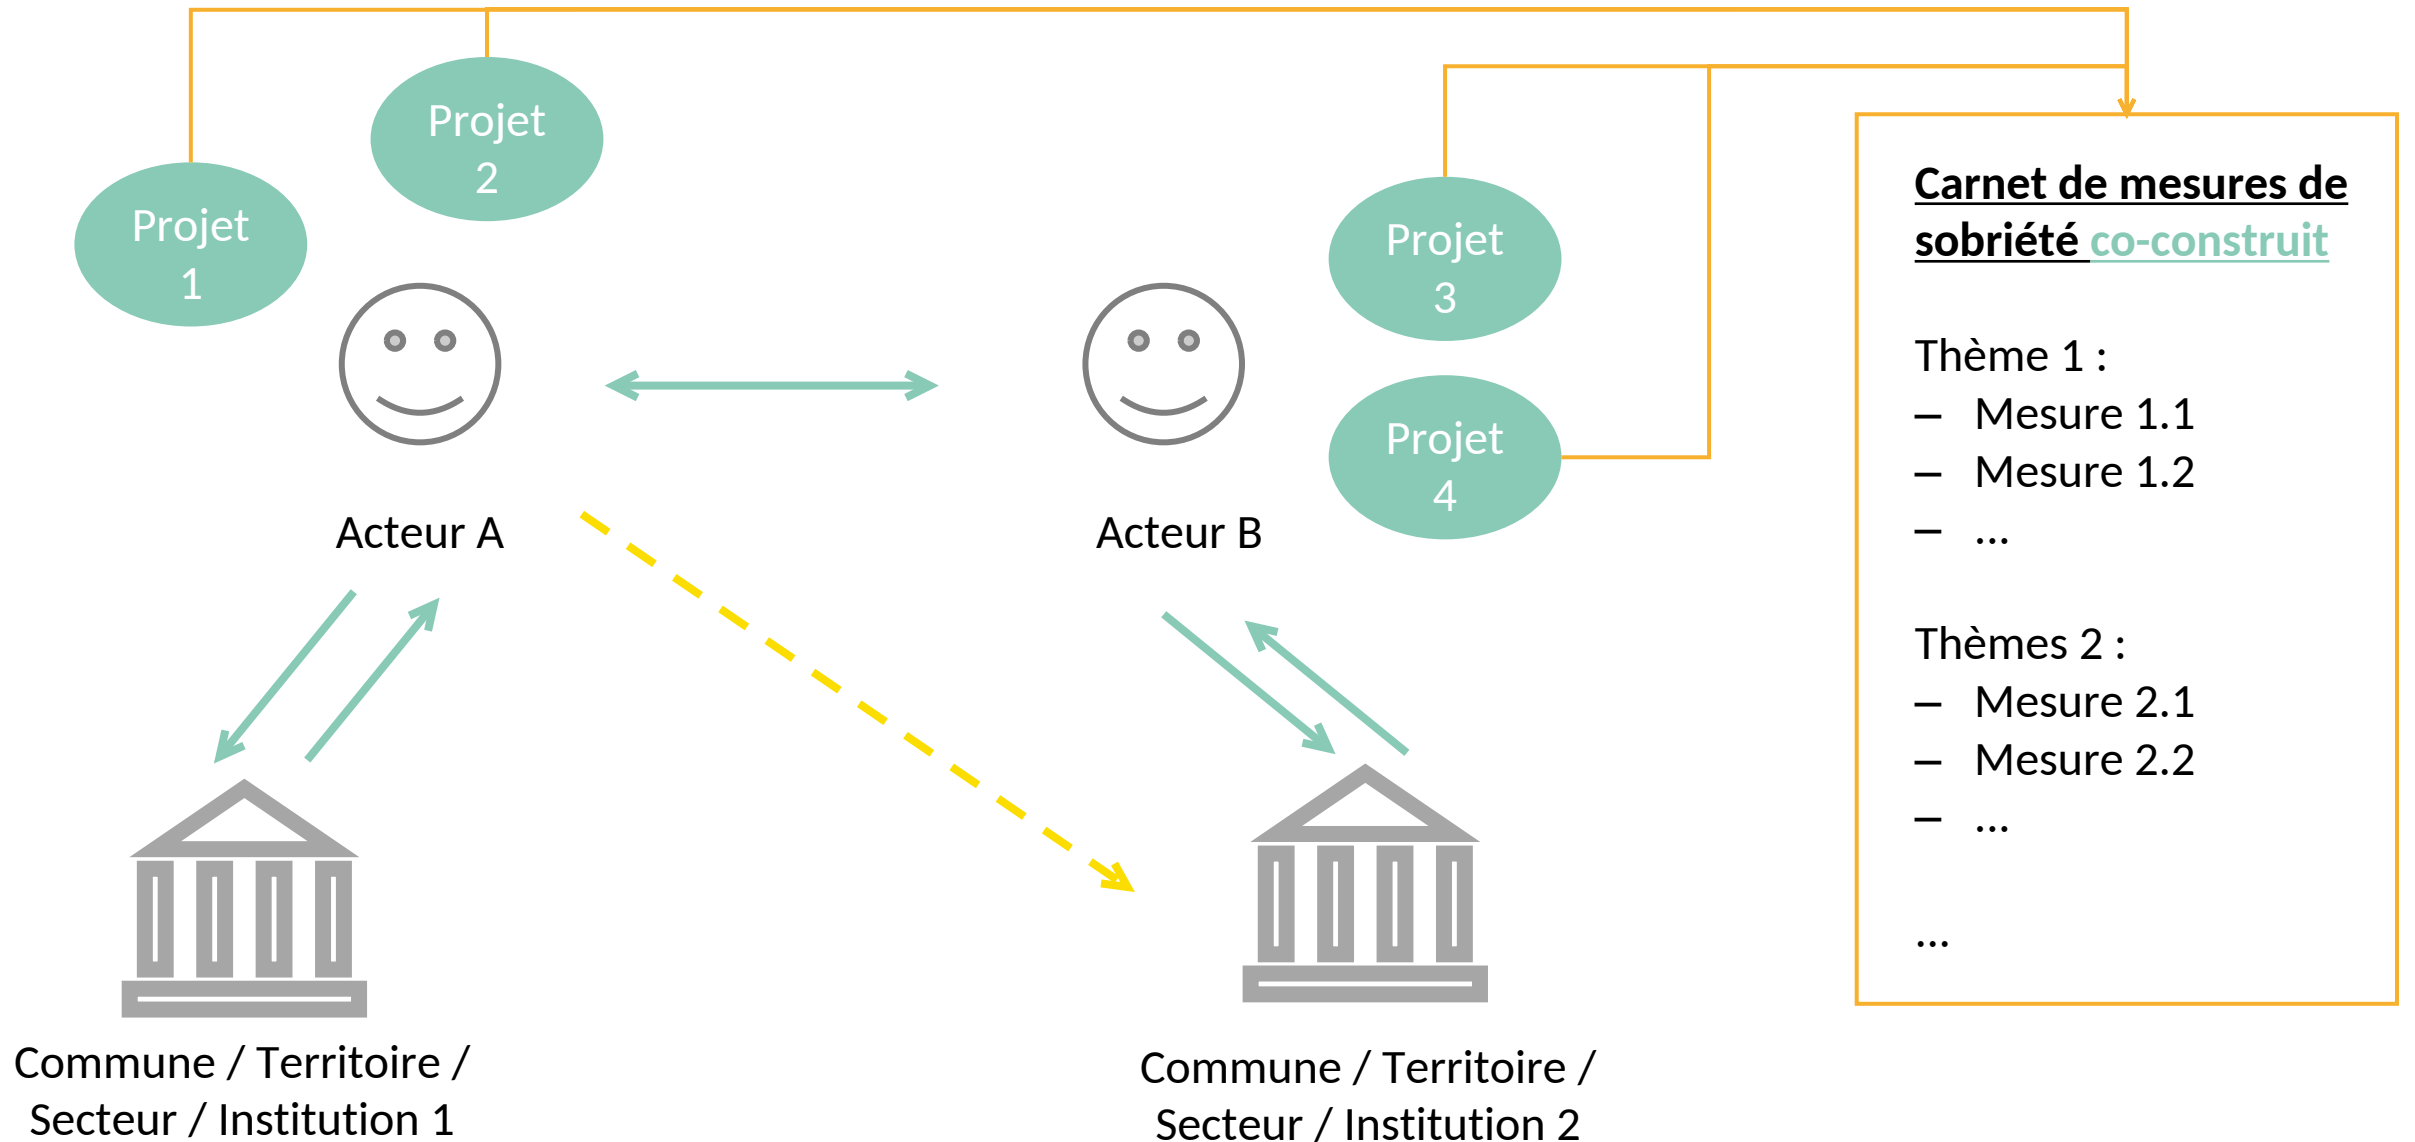 Projet
1
Projet
2
Acteur A
Acteur B
Projet
3
Projet
4
Commune / Territoire /
Secteur / Institution 1
Commune / Territoire /
Secteur / Institution 2
Carnet de mesures de
sobriété co-construit
Thème 1 :
– Mesure 1.1
– Mesure 1.2
– ...
Thèmes 2 :
– Mesure 2.1
– Mesure 2.2
– ...
...